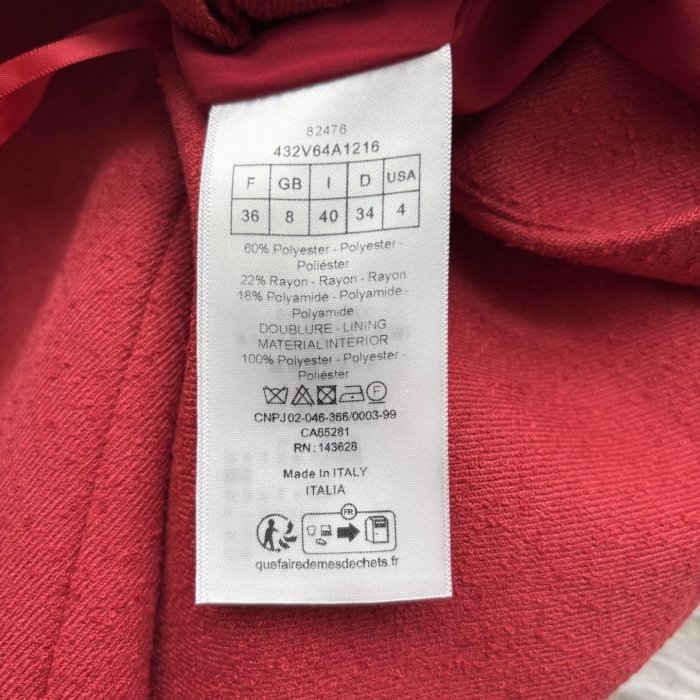 82476
432V64A1216
F GB I D USA
36 8 40 34 4
60% Polyester - Polyester -
Poliéster
22% Rayon - Rayon - Rayon
18% Polyamide - Polyamide -
Polyamide
DOUBLURE - LINING
MATERIAL INTERIOR
100% Polyester - Polyester -
Poliéster
F
CNPJ 02-046-366/0003-99
CA65281
RN : 143628
Made In ITALY
ITALIA
FR
quefairedemesdechets.fr